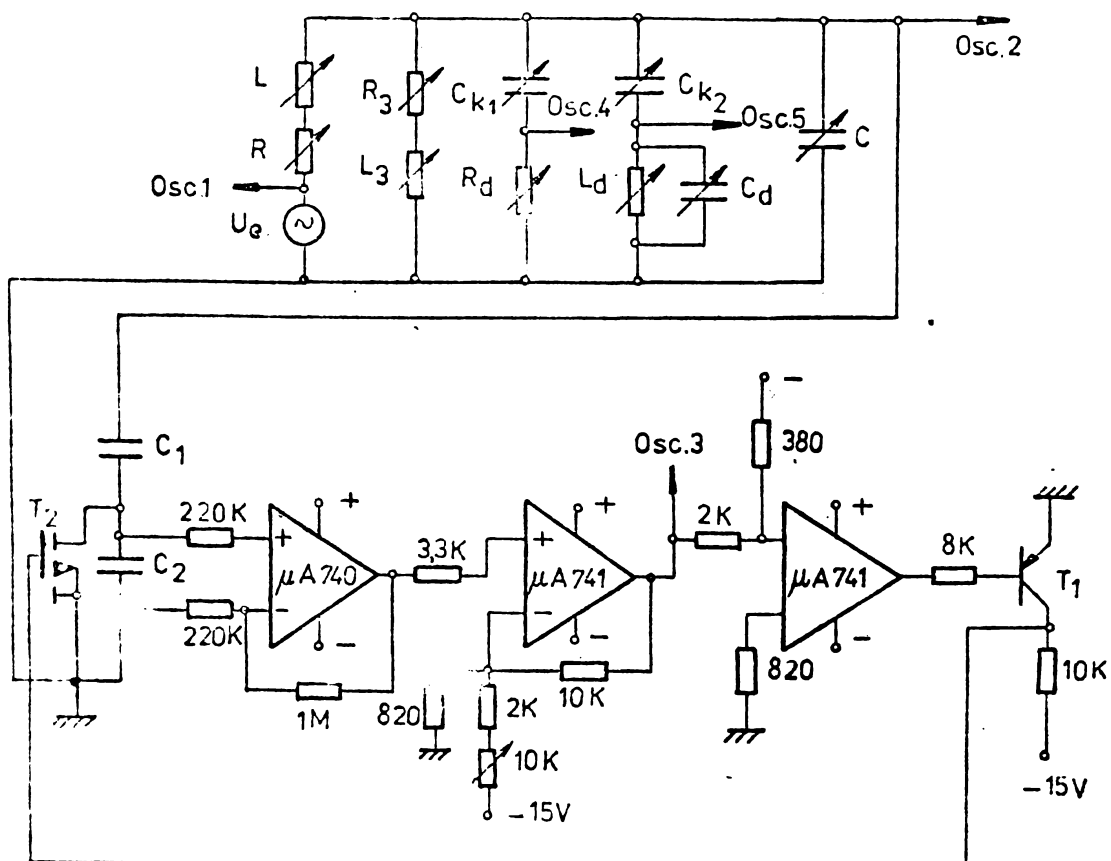 Osc.2
L
R3
Ck1
Osc.4
Ck2
Osc.5
C
R
L3
Rd
Ld
Cd
Osc.1
Ue
~
C1
−
380
Osc.3
T2
220K
+
+
μA740
−
−
C2
220K
1M
3,3K
+
+
μA741
−
−
2K
+
μA741
−
8K
T1
820
2K
10K
820
10K
10K
−15V
−15V